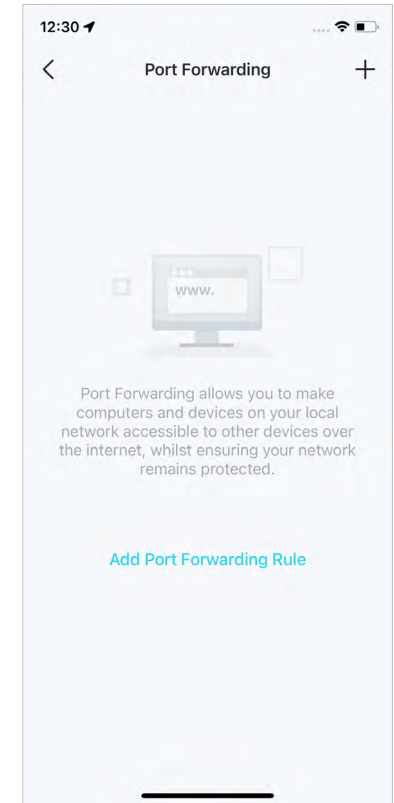 12:30
Port Forwarding
www.
Port Forwarding allows you to make
computers and devices on your local
network accessible to other devices over
the internet, whilst ensuring your network
remains protected.
Add Port Forwarding Rule